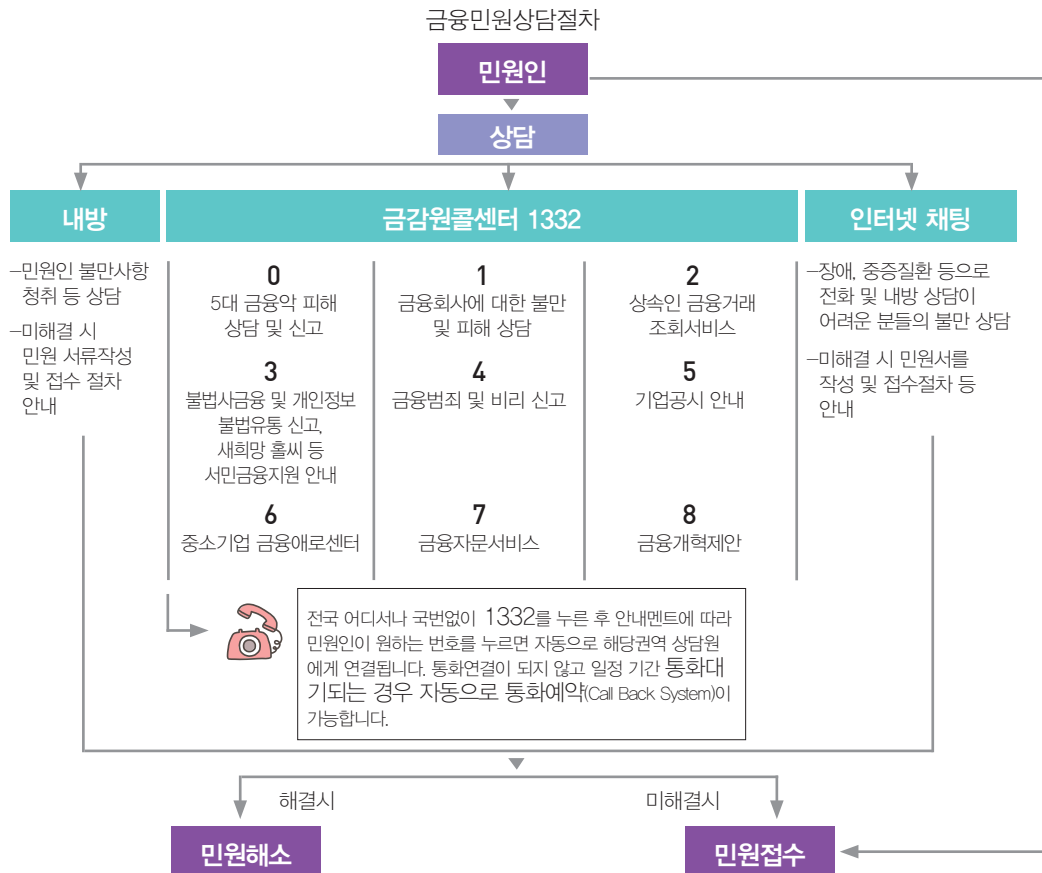 금융민원상담절차
민원인
상담
내방
금감원콜센터 1332
인터넷 채팅
–민원인 불만사항
청취 등 상담
–미해결 시
민원 서류작성
및 접수 절차
안내
0
5대 금융악 피해
상담 및 신고
1
금융회사에 대한 불만
및 피해 상담
2
상속인 금융거래
조회서비스
3
불법사금융 및 개인정보
불법유통 신고,
새희망 홀씨 등
서민금융지원 안내
4
금융범죄 및 비리 신고
5
기업공시 안내
6
중소기업 금융애로센터
7
금융자문서비스
8
금융개혁제안
–장애, 중증질환 등으로
전화 및 내방 상담이
어려운 분들의 불만 상담
–미해결 시 민원서를
작성 및 접수절차 등
안내
전국 어디서나 국번없이 1332를 누른 후 안내멘트에 따라
민원인이 원하는 번호를 누르면 자동으로 해당권역 상담원
에게 연결됩니다. 통화연결이 되지 않고 일정 기간 통화대
기되는 경우 자동으로 통화예약(Call Back System)이
가능합니다.
해결시
미해결시
민원해소
민원접수